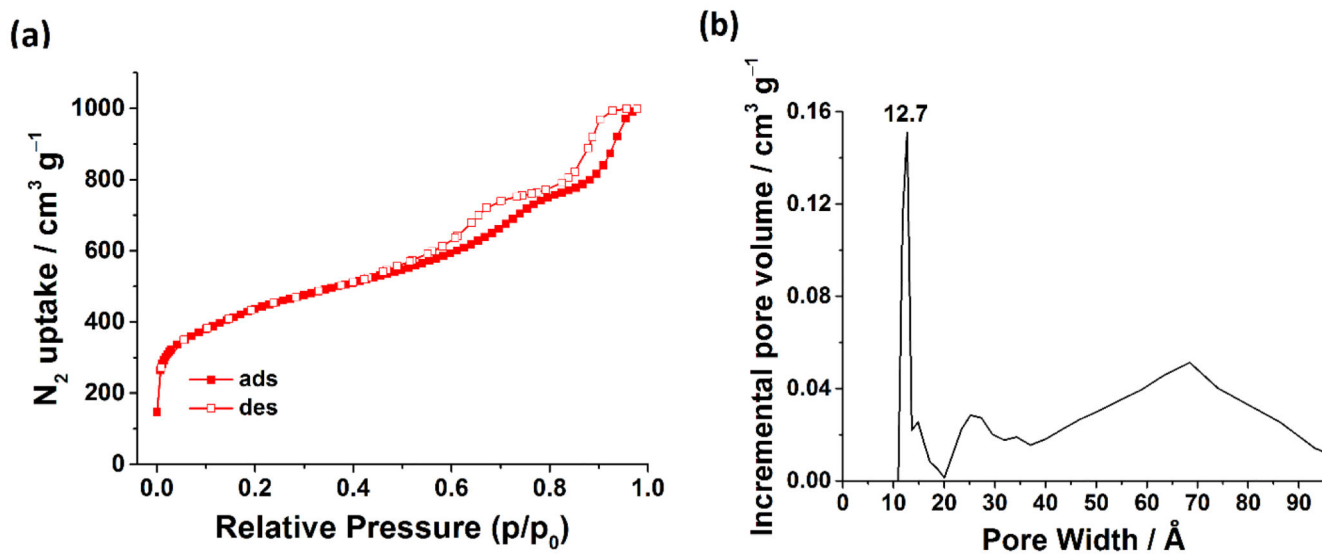 (a)
N₂ uptake / cm³ g⁻¹
1000
800
600
400
200
0
ads
des
0.0 0.2 0.4 0.6 0.8 1.0
Relative Pressure (p/p₀)
(b)
Incremental pore volume / cm³ g⁻¹
0.16
0.12
0.08
0.04
0.00
12.7
0 10 20 30 40 50 60 70 80 90
Pore Width / Å